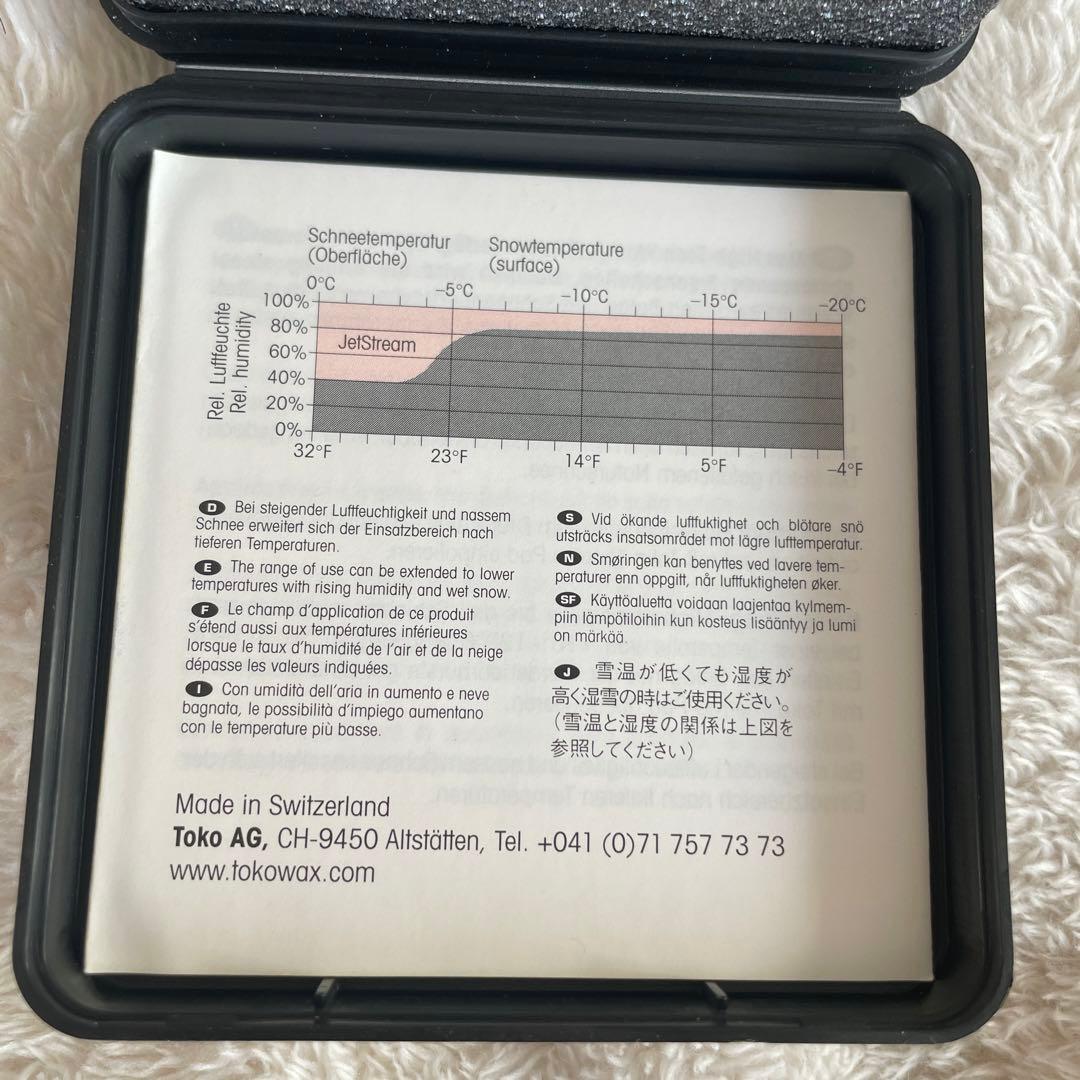 Schneetemperatur
(Oberfläche)
Snowtemperature
(surface)
0°C
–5°C
–10°C
–15°C
–20°C
Rel. Luftfeuchte
Rel. humidity
100%
80%
60%
40%
20%
0%
JetStream
32°F
23°F
14°F
5°F
–4°F
D Bei steigender Luftfeuchtigkeit und nassem
Schnee erweitert sich der Einsatzbereich nach
tieferen Temperaturen.
E The range of use can be extended to lower
temperatures with rising humidity and wet snow.
F Le champ d'application de ce produit
s'étend aussi aux températures inférieures
lorsque le taux d'humidité de l'air et de la neige
dépasse les valeurs indiquées.
I Con umidità dell'aria in aumento e neve
bagnata, le possibilità d'impiego aumentano
con le temperature più basse.
S Vid ökande luftfuktighet och blötare snö
utsträcks insatsområdet mot lägre lufttemperatur.
N Smøringen kan benyttes ved lavere tem-
peraturer enn oppgitt, når luftfuktigheten øker.
SF Käyttöaluetta voidaan laajentaa kylmem-
piin lämpötiloihin kun kosteus lisääntyy ja lumi
on märkää.
J 雪温が低くても湿度が
高く湿雪の時はご使用ください。
(雪温と湿度の関係は上図を
参照してください)
Made in Switzerland
Toko AG, CH-9450 Altstätten, Tel. +041 (0)71 757 73 73
www.tokowax.com